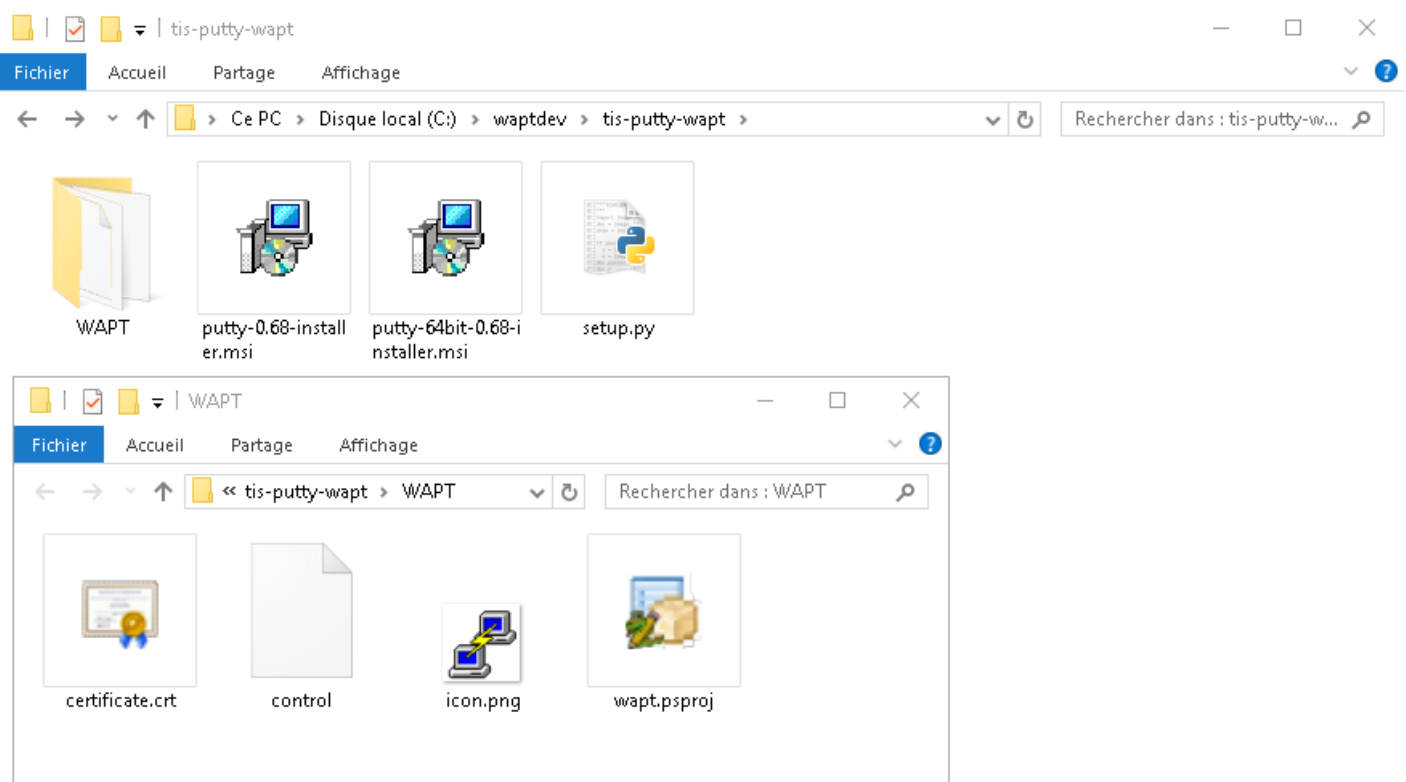 tis-putty-wapt
Fichier Accueil Partage Affichage
Ce PC > Disque local (C:) > waptdev > tis-putty-wapt >
Rechercher dans : tis-putty-w...
WAPT
putty-0.68-install
er.msi
putty-64bit-0.68-i
nstaller.msi
setup.py
WAPT
Fichier Accueil Partage Affichage
« tis-putty-wapt > WAPT
Rechercher dans : WAPT
certificate.crt
control
icon.png
wapt.psproj